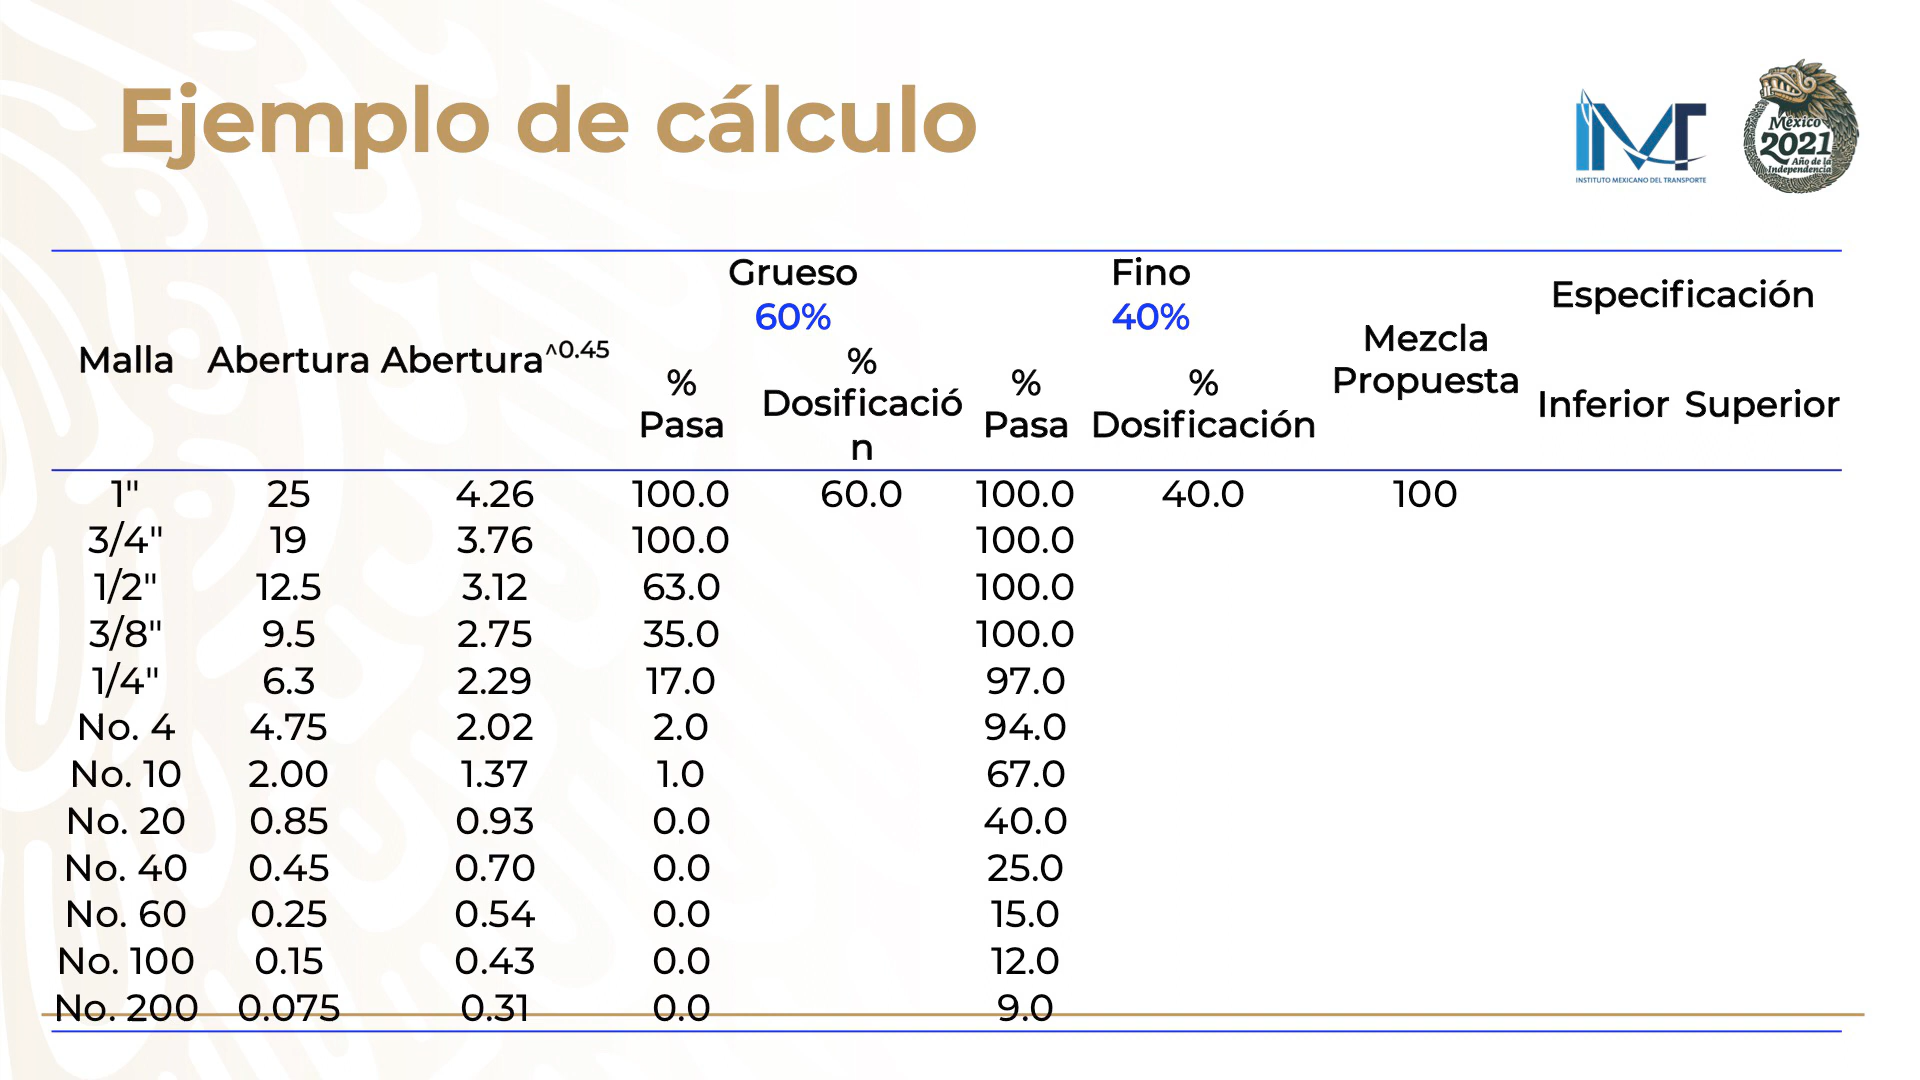 Ejemplo de cálculo
INSTITUTO MEXICANO DEL TRANSPORTE
México
2021
Año de la
Independencia
Grueso Fino
60% 40%
Especificación
Malla Abertura Abertura^0.45
% Pasa
% Dosificació
n
% Pasa
% Dosificación
Mezcla
Propuesta
Inferior Superior
1" 25 4.26 100.0 60.0 100.0 40.0 100
3/4" 19 3.76 100.0 100.0
1/2" 12.5 3.12 63.0 100.0
3/8" 9.5 2.75 35.0 100.0
1/4" 6.3 2.29 17.0 97.0
No. 4 4.75 2.02 2.0 94.0
No. 10 2.00 1.37 1.0 67.0
No. 20 0.85 0.93 0.0 40.0
No. 40 0.45 0.70 0.0 25.0
No. 60 0.25 0.54 0.0 15.0
No. 100 0.15 0.43 0.0 12.0
No. 200 0.075 0.31 0.0 9.0